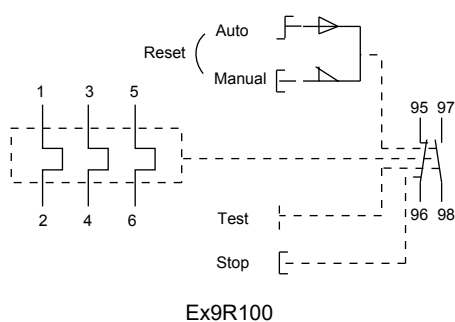 Auto
Reset
Manual
1 3 5
95 97
2 4 6
96 98
Test
Stop
Ex9R100